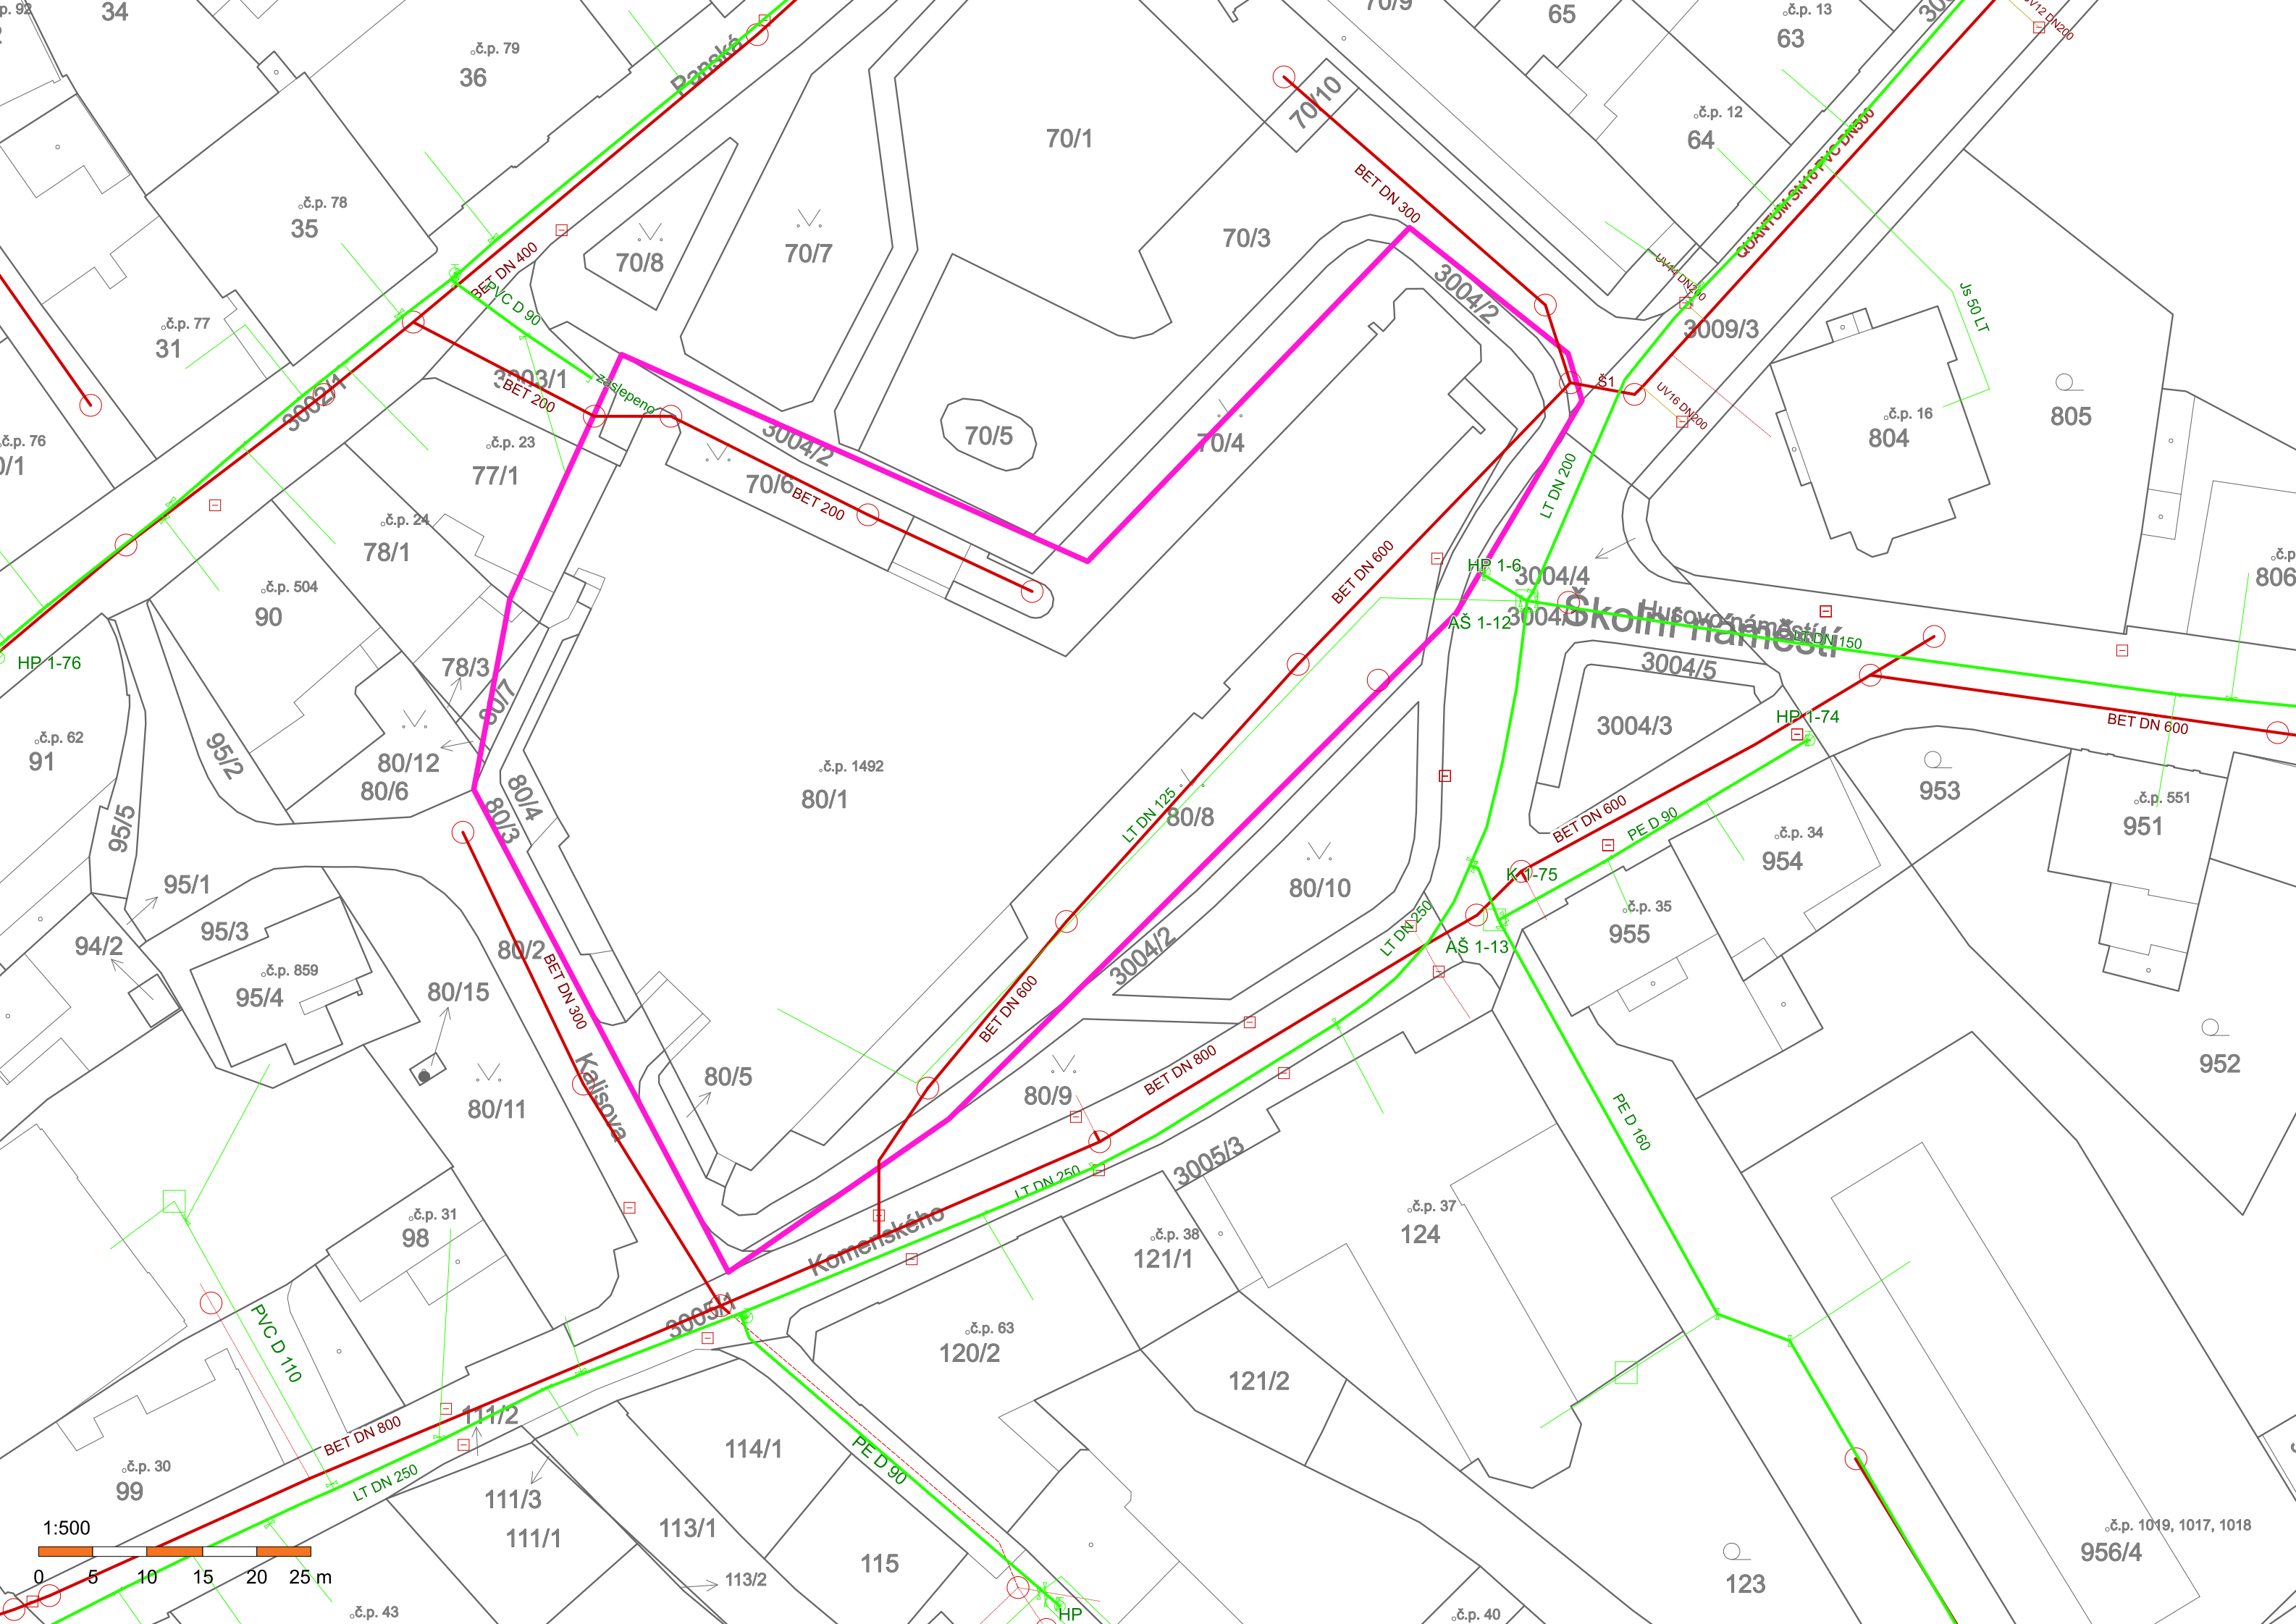 č.p. 92
34
č.p. 79
36
Panská
70/9
65
č.p. 13
63
UV12 DN200
70/10
70/1
č.p. 12
64
QUANTUM SN16 PVC DN500
BET DN 300
č.p. 78
35
70/8
70/7
70/3
BET DN 400
PVC D 90
3004/2
UV44 DN200
3009/3
Js 50 LT
č.p. 77
31
3003/1
BET 200
zaslepeno
3002/1
Š1
UV16 DN200
č.p. 16
804
805
č.p. 76
č.p. 23
77/1
3004/2
70/5
70/4
70/6
BET 200
LT DN 200
č.p. 24
78/1
BET DN 600
HP 1-6
3004/4
806
č.p. 504
90
AŠ 1-12
Školní náměstí
Husovo náměstí
LT DN 150
HP 1-76
78/3
80/7
3004/5
3004/3
HP 1-74
BET DN 600
č.p. 62
91
95/2
80/12
80/6
80/4
80/3
č.p. 1492
80/1
LT DN 125
80/8
BET DN 600
PE D 90
953
č.p. 551
951
č.p. 34
954
95/5
95/1
95/3
94/2
80/2
80/10
K 1-75
č.p. 35
955
LT DN 250
AŠ 1-13
3004/2
BET DN 300
BET DN 600
č.p. 859
95/4
80/15
80/11
Kalisova
80/5
80/9
BET DN 800
952
PE D 160
3005/3
LT DN 250
Komenského
č.p. 31
98
č.p. 38
121/1
č.p. 37
124
PVC D 110
3005/1
č.p. 63
120/2
121/2
111/2
BET DN 800
LT DN 250
114/1
PE D 90
č.p. 30
99
111/3
111/1
113/1
115
113/2
č.p. 1019, 1017, 1018
956/4
123
1:500
0 5 10 15 20 25 m
č.p. 43
HP
č.p. 40